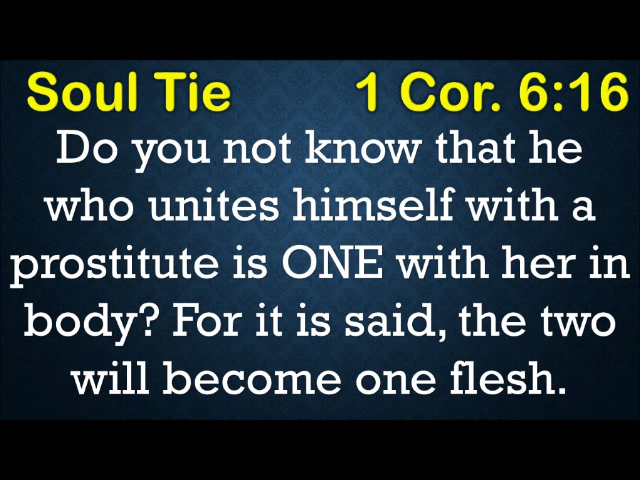 Soul Tie 1 Cor. 6:16
Do you not know that he
who unites himself with a
prostitute is ONE with her in
body? For it is said, the two
will become one flesh.